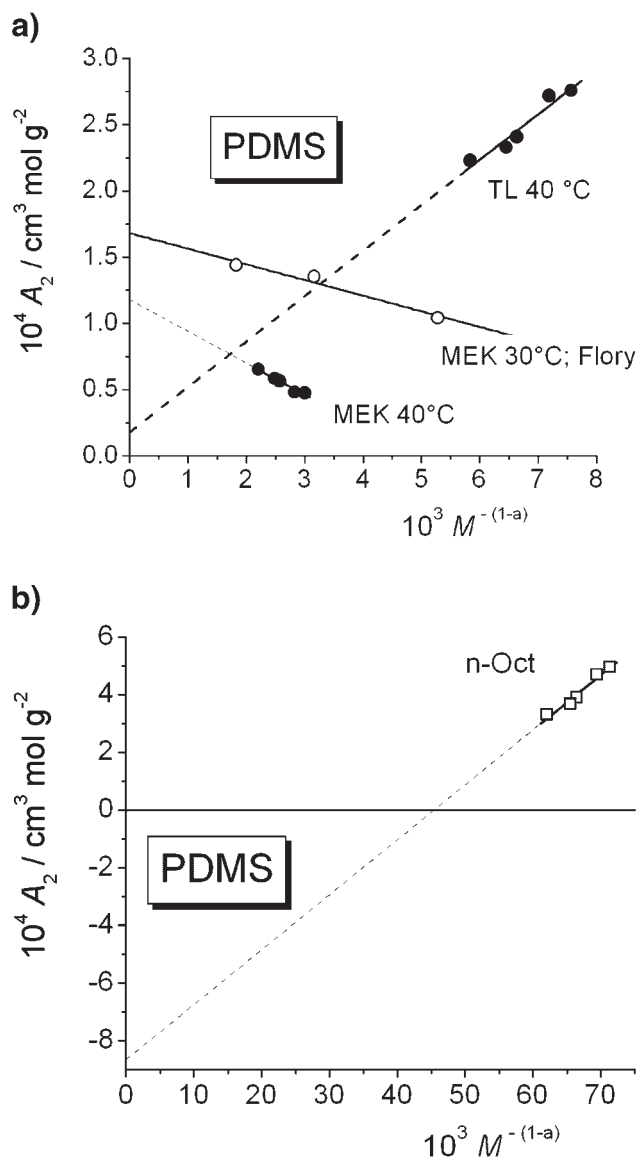 a)
10⁴ A₂ / cm³ mol g⁻²
3.0
2.5
2.0
1.5
1.0
0.5
0.0
PDMS
TL 40 °C
MEK 30°C; Flory
MEK 40°C
0 1 2 3 4 5 6 7 8
10³ M⁻⁽¹⁻ᵃ⁾
b)
10⁴ A₂ / cm³ mol g⁻²
6
4
2
0
-2
-4
-6
-8
n-Oct
PDMS
0 10 20 30 40 50 60 70
10³ M⁻⁽¹⁻ᵃ⁾